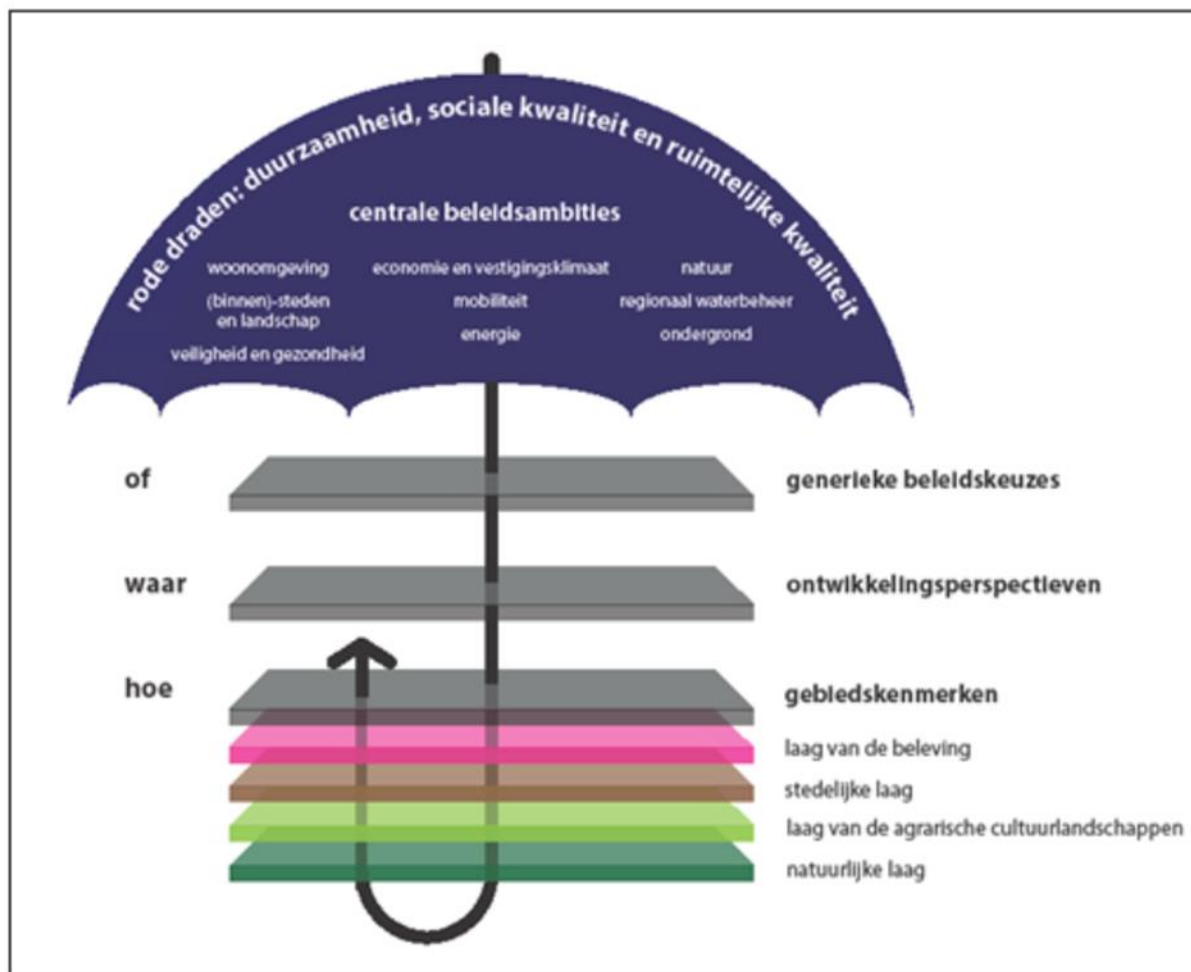 rode draden: duurzaamheid, sociale kwaliteit en ruimtelijke kwaliteit
centrale beleidsambities
woonomgeving
(binnen)-steden
en landschap
veiligheid en gezondheid
economie en vestigingsklimaat
mobiliteit
energie
natuur
regionaal waterbeheer
ondergrond
of
generieke beleidskeuzes
waar
ontwikkelingsperspectieven
hoe
gebiedskenmerken
laag van de beleving
stedelijke laag
laag van de agrarische cultuurlandschappen
natuurlijke laag